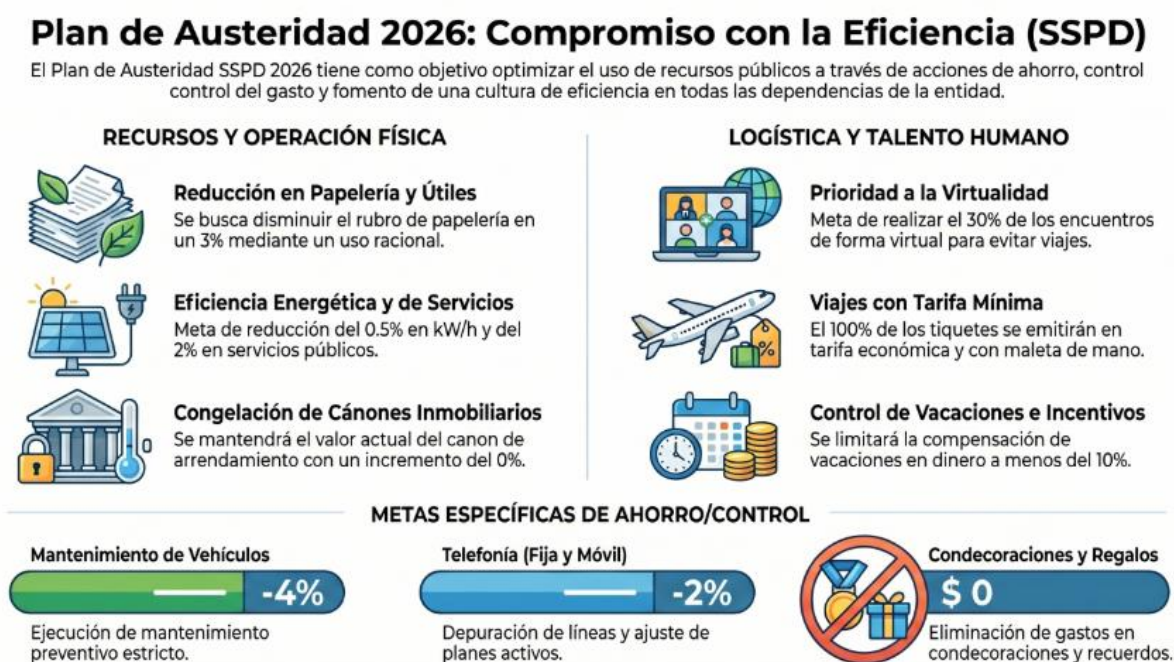 Plan de Austeridad 2026: Compromiso con la Eficiencia (SSPD)
El Plan de Austeridad SSPD 2026 tiene como objetivo optimizar el uso de recursos públicos a través de acciones de ahorro, control
control del gasto y fomento de una cultura de eficiencia en todas las dependencias de la entidad.
RECURSOS Y OPERACIÓN FÍSICA
Reducción en Papelería y Útiles
Se busca disminuir el rubro de papelería en
un 3% mediante un uso racional.
Eficiencia Energética y de Servicios
Meta de reducción del 0.5% en kW/h y del
2% en servicios públicos.
Congelación de Cánones Inmobiliarios
Se mantendrá el valor actual del canon de
arrendamiento con un incremento del 0%.
LOGÍSTICA Y TALENTO HUMANO
Prioridad a la Virtualidad
Meta de realizar el 30% de los encuentros
de forma virtual para evitar viajes.
Viajes con Tarifa Mínima
%
El 100% de los tiquetes se emitirán en
tarifa económica y con maleta de mano.
Control de Vacaciones e Incentivos
Se limitará la compensación de
vacaciones en dinero a menos del 10%.
METAS ESPECÍFICAS DE AHORRO/CONTROL
Mantenimiento de Vehículos
-4%
Ejecución de mantenimiento
preventivo estricto.
Telefonía (Fija y Móvil)
-2%
Depuración de líneas y ajuste de
planes activos.
Condecoraciones y Regalos
$ 0
Eliminación de gastos en
condecoraciones y recuerdos.